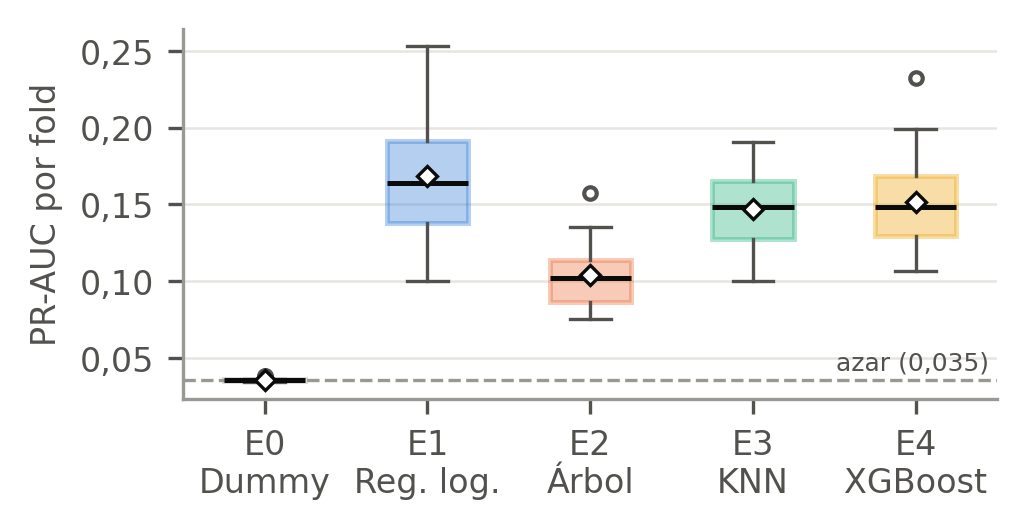 PR-AUC por fold
0,25
0,20
0,15
0,10
0,05
azar (0,035)
E0
Dummy
E1
Reg. log.
E2
Árbol
E3
KNN
E4
XGBoost